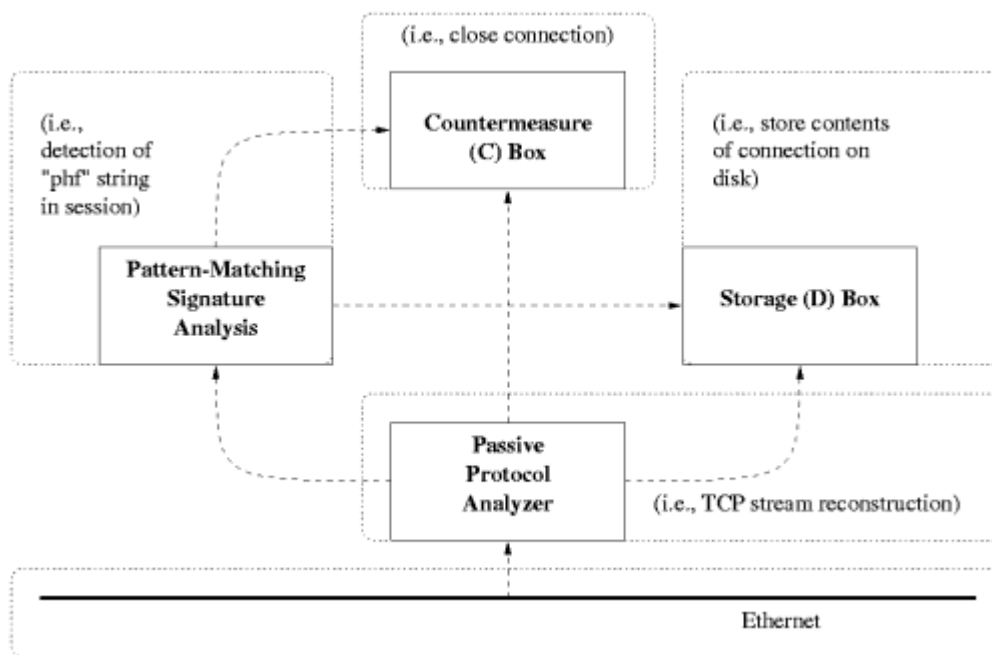 (i.e., close connection)
Countermeasure
(C) Box
(i.e.,
detection of
"phf" string
in session)
(i.e., store contents
of connection on
disk)
Pattern-Matching
Signature
Analysis
Storage (D) Box
Passive
Protocol
Analyzer
(i.e., TCP stream reconstruction)
Ethernet